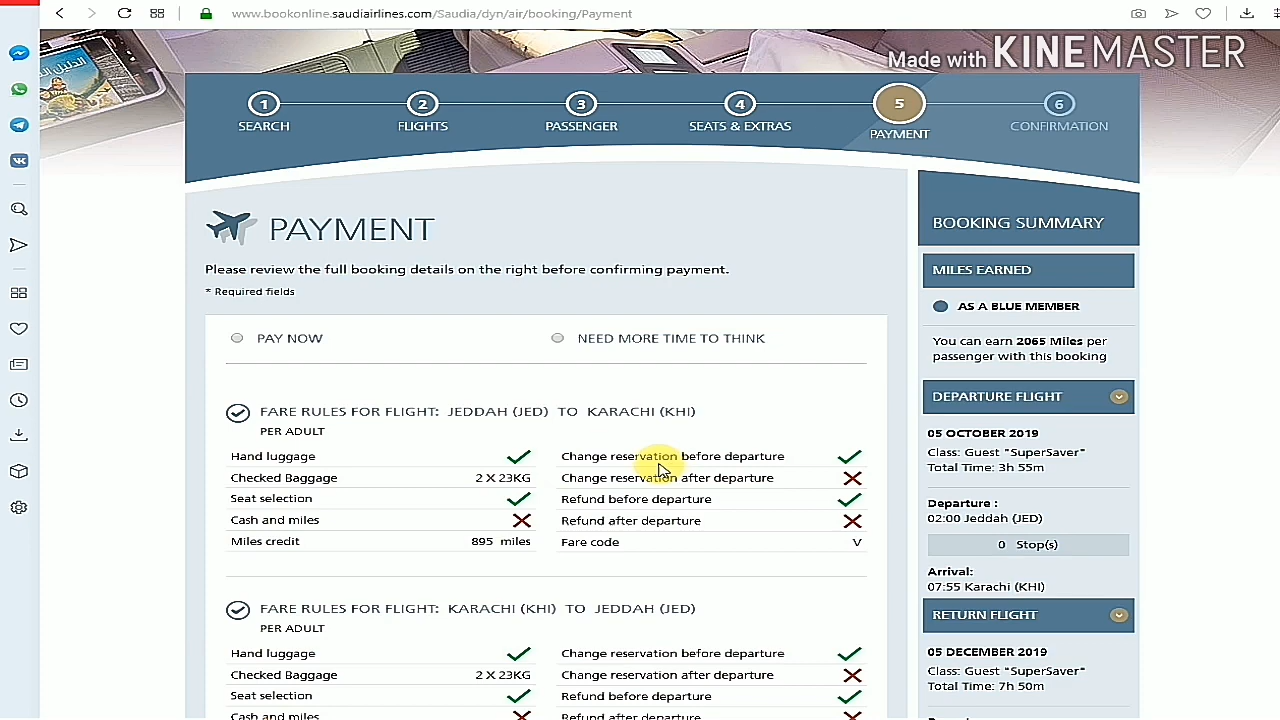 www.bookonline.saudiairlines.com/Saudia/dyn/air/booking/Payment
Made with KINEMASTER
1
2
3
4
5
6
SEARCH
FLIGHTS
PASSENGER
SEATS & EXTRAS
PAYMENT
CONFIRMATION
PAYMENT
Please review the full booking details on the right before confirming payment.
* Required fields
PAY NOW
NEED MORE TIME TO THINK
FARE RULES FOR FLIGHT: JEDDAH (JED) TO KARACHI (KHI)
PER ADULT
Hand luggage
Checked Baggage 2 X 23KG
Seat selection
Cash and miles
Miles credit 895 miles
Change reservation before departure
Change reservation after departure
Refund before departure
Refund after departure
Fare code V
FARE RULES FOR FLIGHT: KARACHI (KHI) TO JEDDAH (JED)
PER ADULT
Hand luggage
Checked Baggage 2 X 23KG
Seat selection
Cash and miles
Change reservation before departure
Change reservation after departure
Refund before departure
Refund after departure
BOOKING SUMMARY
MILES EARNED
AS A BLUE MEMBER
You can earn 2065 Miles per
passenger with this booking
DEPARTURE FLIGHT
05 OCTOBER 2019
Class: Guest "SuperSaver"
Total Time: 3h 55m
Departure :
02:00 Jeddah (JED)
0 Stop(s)
Arrival:
07:55 Karachi (KHI)
RETURN FLIGHT
05 DECEMBER 2019
Class: Guest "SuperSaver"
Total Time: 7h 50m